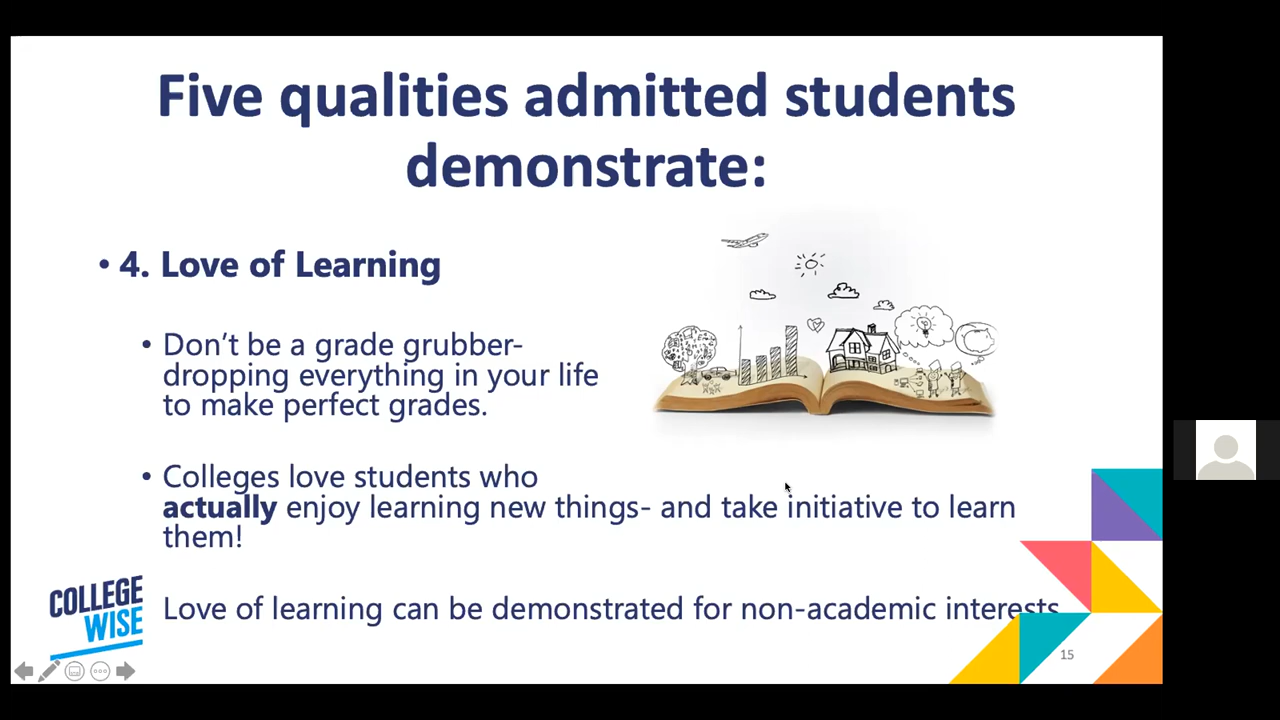 Five qualities admitted students
demonstrate:
• 4. Love of Learning
• Don’t be a grade grubber-
dropping everything in your life
to make perfect grades.
• Colleges love students who
actually enjoy learning new things- and take initiative to learn
them!
Love of learning can be demonstrated for non-academic interests
COLLEGE
WISE
15